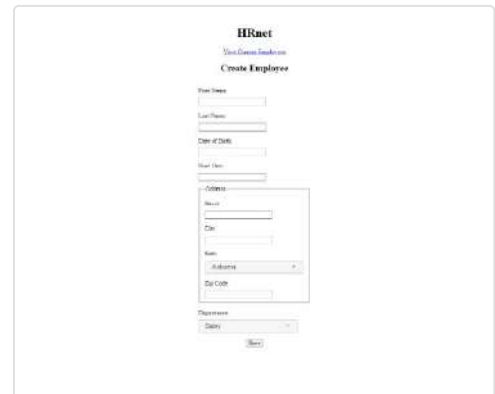 HRnet
View Current Employees
Create Employee
First Name
Last Name
Date of Birth
Start Date
Address
Street
City
State
Alabama
Zip Code
Department
Sales
Save